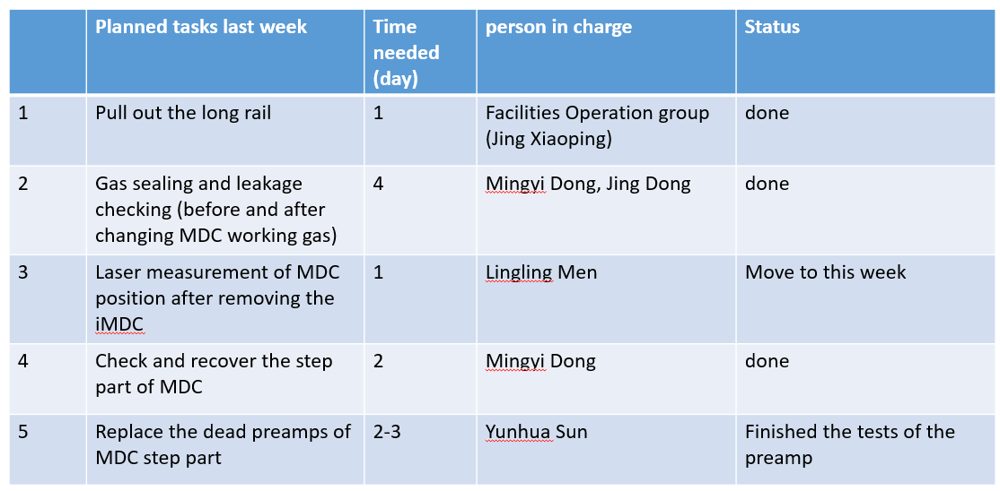 Planned tasks last week
Time
needed
(day)
person in charge
Status
1
Pull out the long rail
1
Facilities Operation group
(Jing Xiaoping)
done
2
Gas sealing and leakage
checking (before and after
changing MDC working gas)
4
Mingyi Dong, Jing Dong
done
3
Laser measurement of MDC
position after removing the
iMDC
1
Lingling Men
Move to this week
4
Check and recover the step
part of MDC
2
Mingyi Dong
done
5
Replace the dead preamps of
MDC step part
2-3
Yunhua Sun
Finished the tests of the
preamp